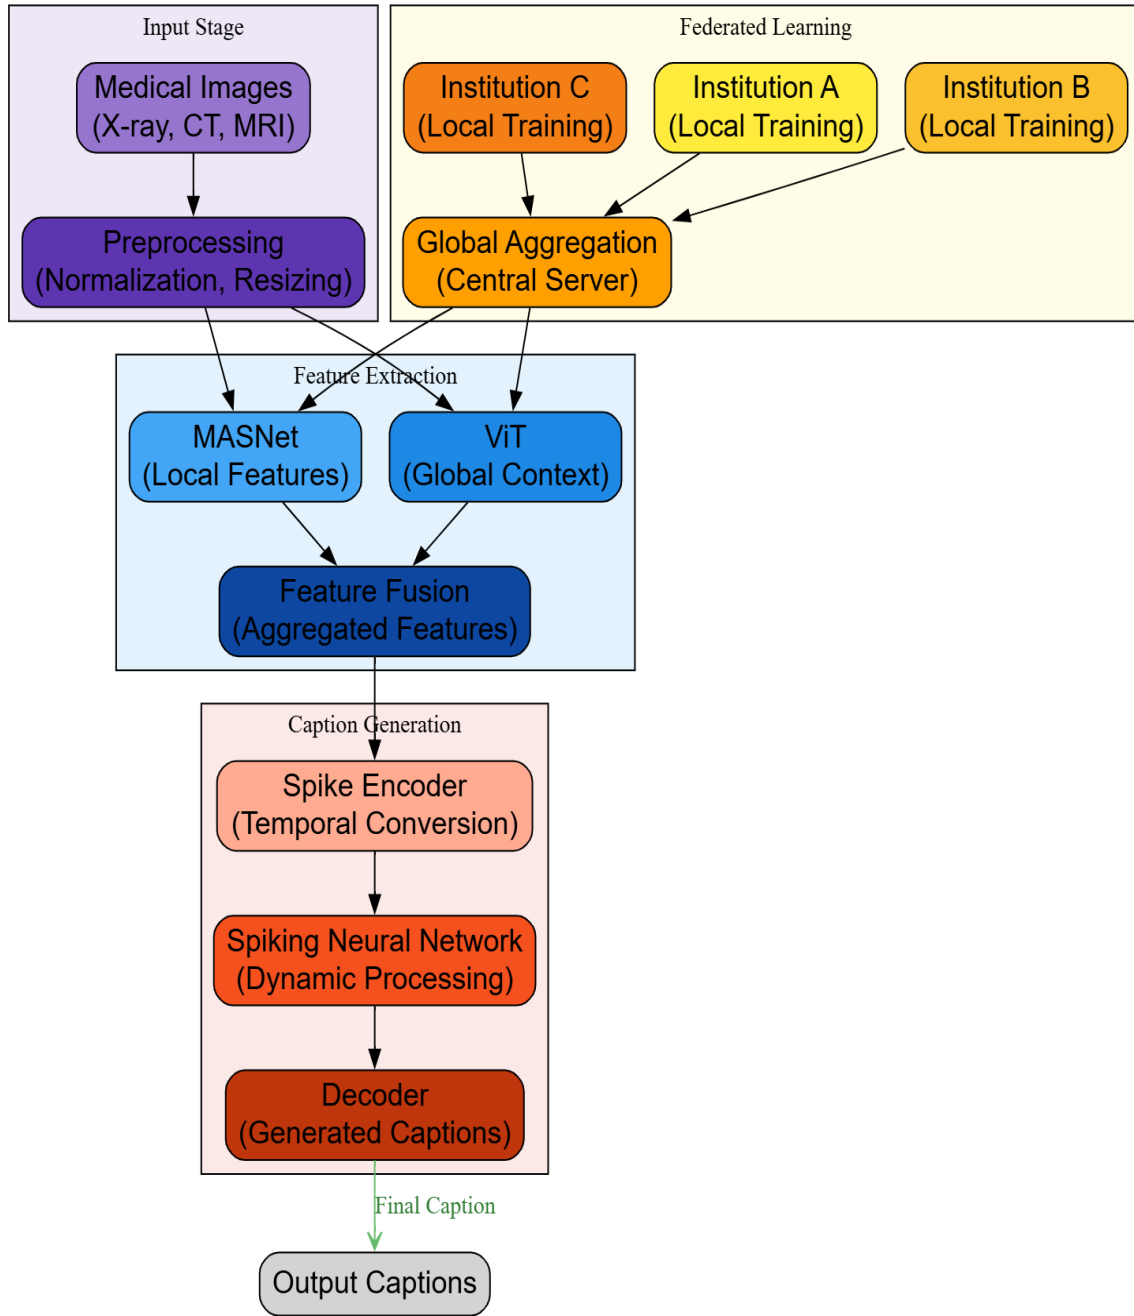 Input Stage
Medical Images
(X-ray, CT, MRI)
Preprocessing
(Normalization, Resizing)
Federated Learning
Institution C
(Local Training)
Institution A
(Local Training)
Institution B
(Local Training)
Global Aggregation
(Central Server)
Feature Extraction
MASNet
(Local Features)
ViT
(Global Context)
Feature Fusion
(Aggregated Features)
Caption Generation
Spike Encoder
(Temporal Conversion)
Spiking Neural Network
(Dynamic Processing)
Decoder
(Generated Captions)
Final Caption
Output Captions